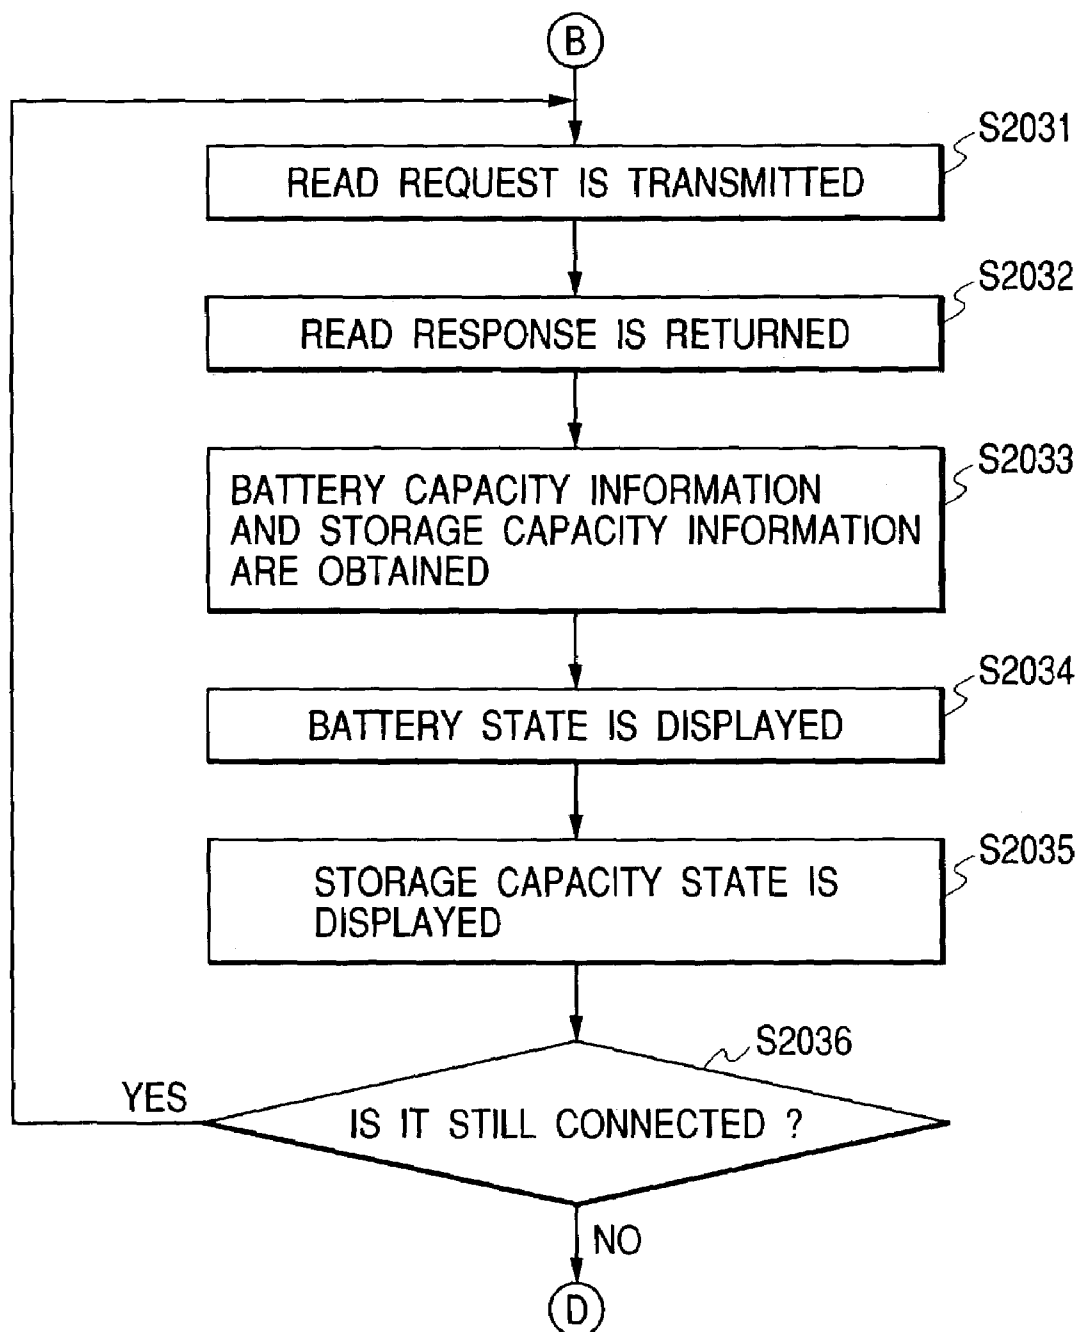 B
S2031
READ REQUEST IS TRANSMITTED
S2032
READ RESPONSE IS RETURNED
S2033
BATTERY CAPACITY INFORMATION
AND STORAGE CAPACITY INFORMATION
ARE OBTAINED
S2034
BATTERY STATE IS DISPLAYED
S2035
STORAGE CAPACITY STATE IS
DISPLAYED
S2036
YES
IS IT STILL CONNECTED ?
NO
D